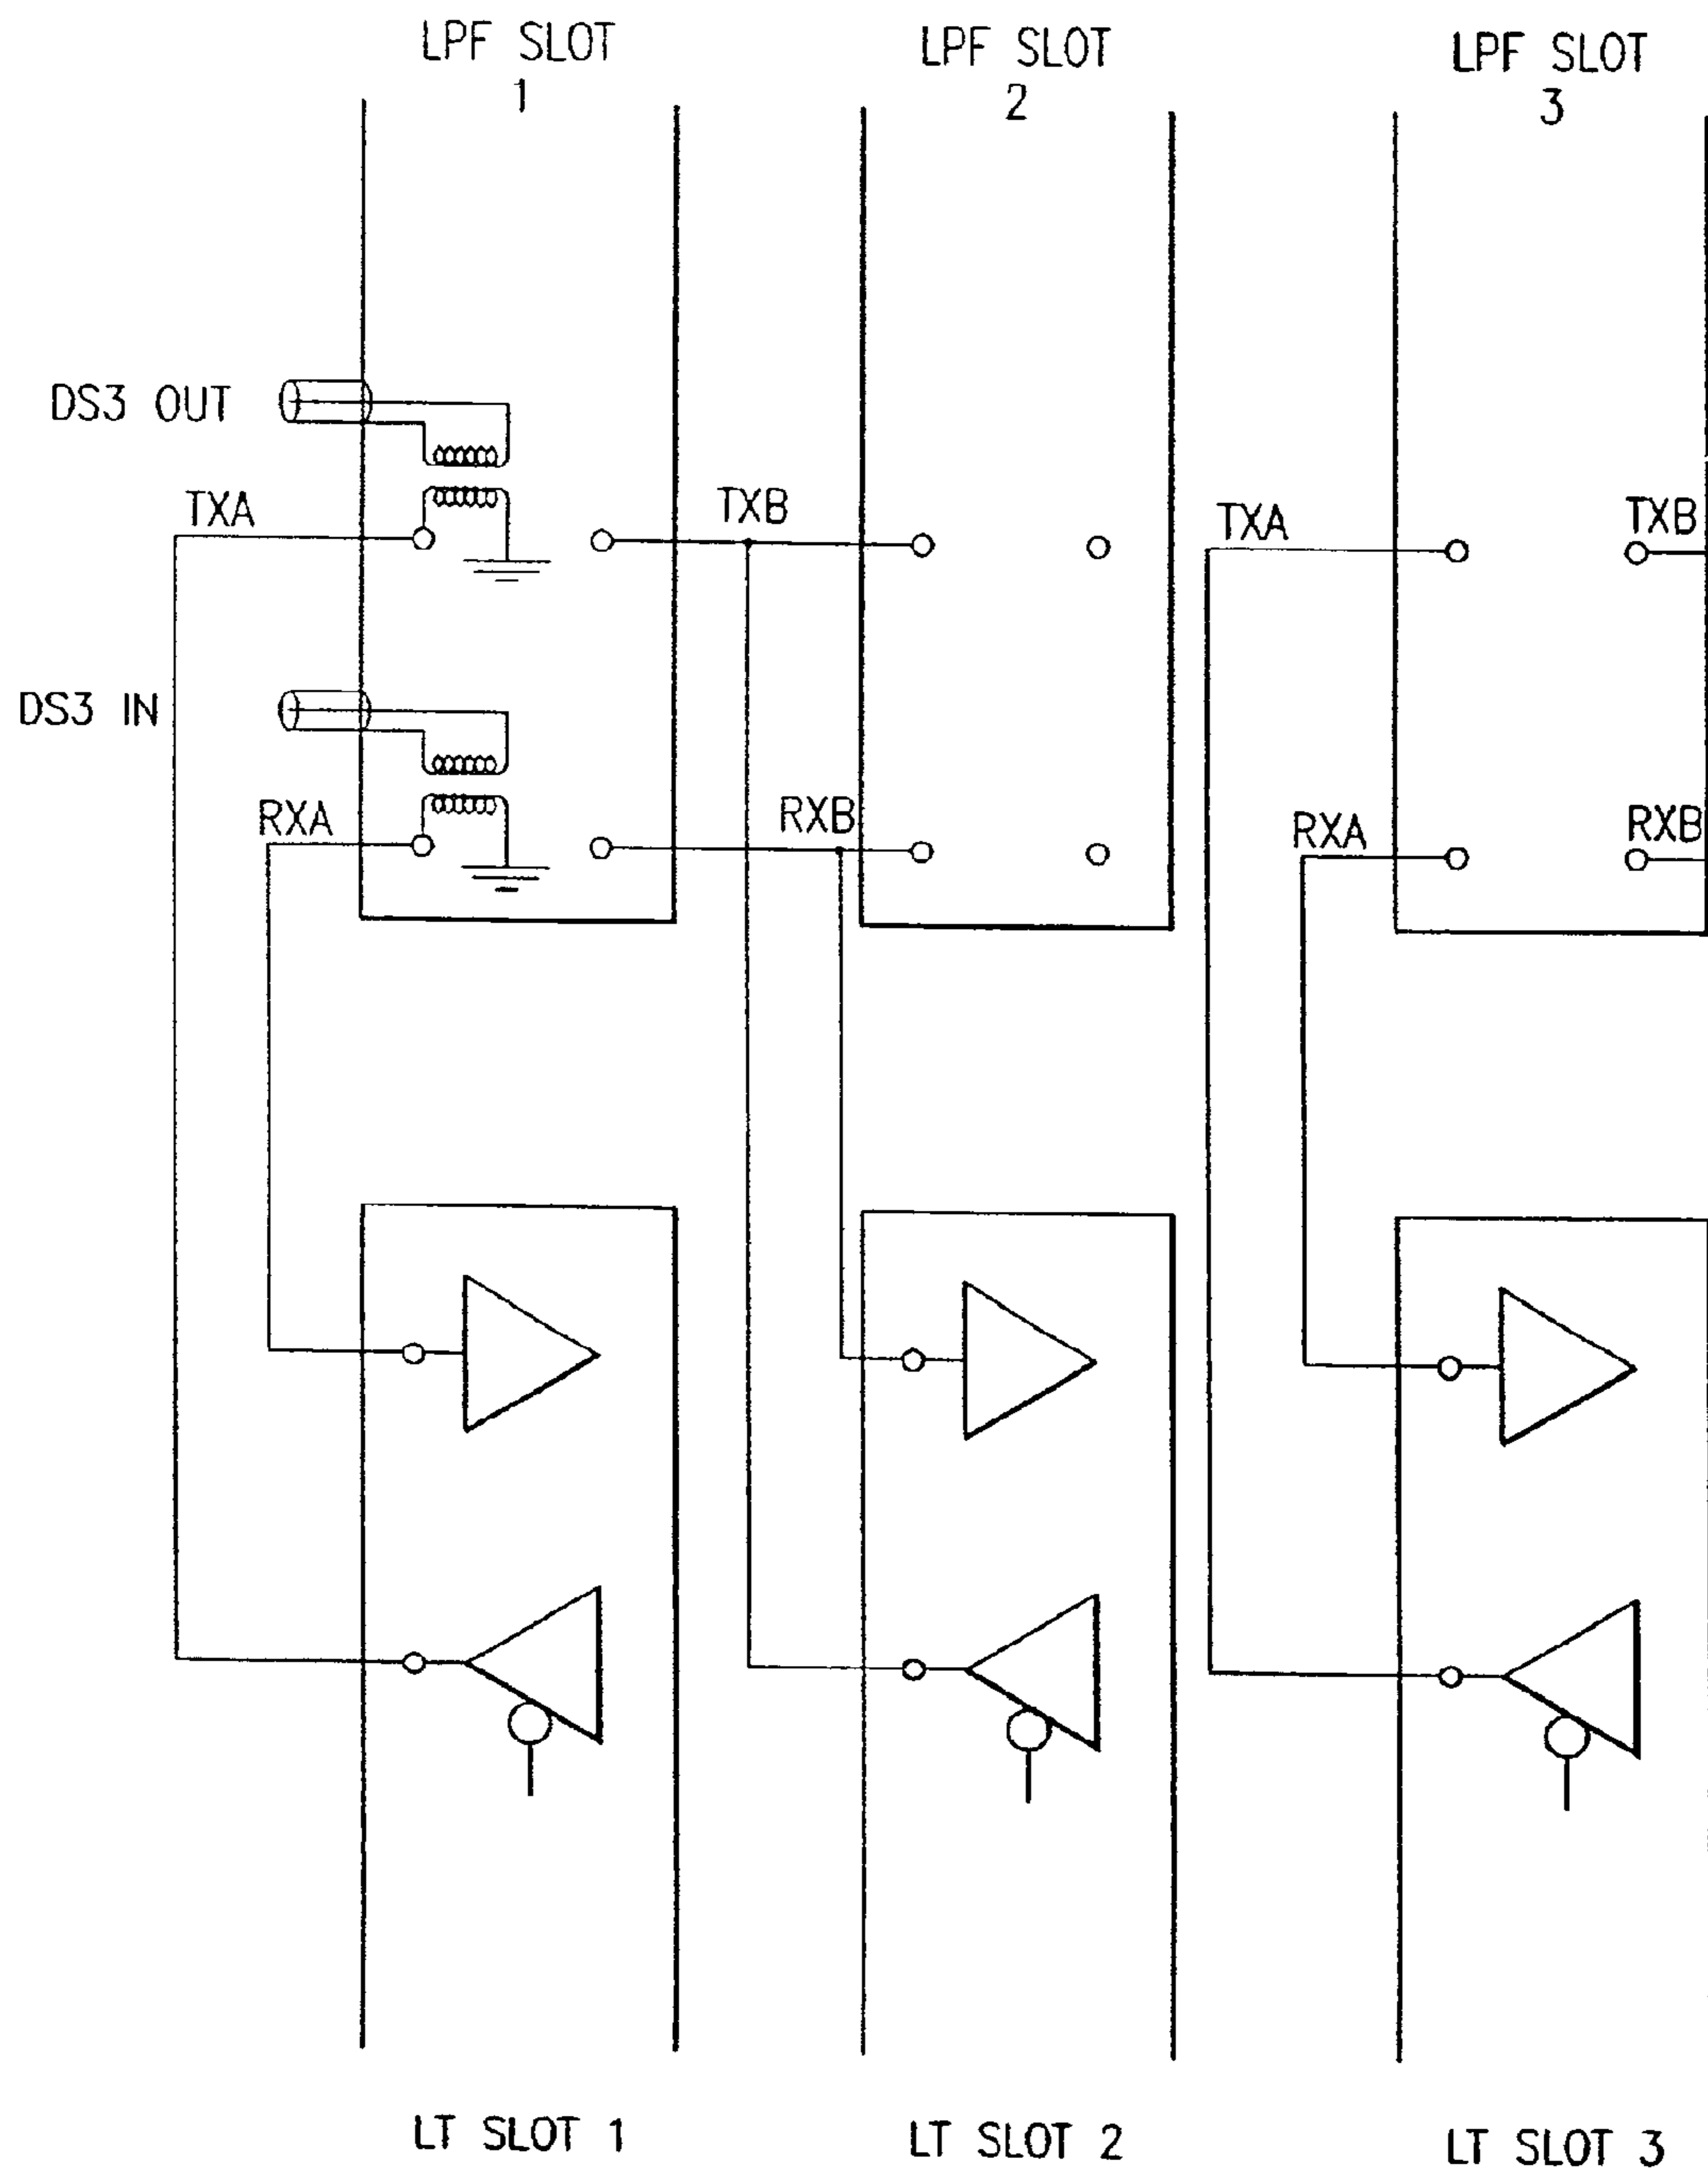 LPF SLOT
1
LPF SLOT
2
LPF SLOT
3
DS3 OUT
TXA
TXB
TXA
TXB
DS3 IN
RXA
RXB
RXA
RXB
LT SLOT 1
LT SLOT 2
LT SLOT 3